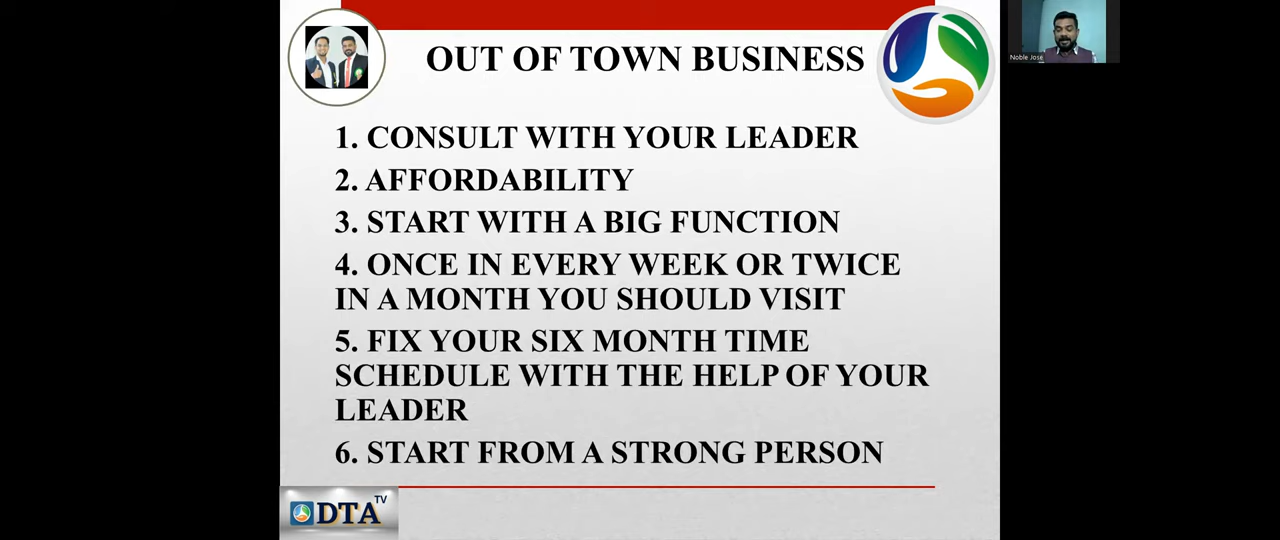 OUT OF TOWN BUSINESS
Noble Jose
1. CONSULT WITH YOUR LEADER
2. AFFORDABILITY
3. START WITH A BIG FUNCTION
4. ONCE IN EVERY WEEK OR TWICE
IN A MONTH YOU SHOULD VISIT
5. FIX YOUR SIX MONTH TIME
SCHEDULE WITH THE HELP OF YOUR
LEADER
6. START FROM A STRONG PERSON
DTA TV